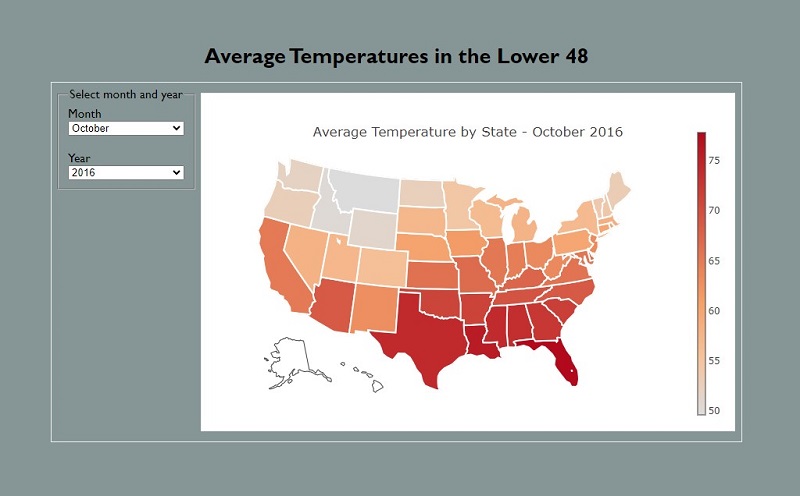 Average Temperatures in the Lower 48
Select month and year
Month
October
Year
2016
Average Temperature by State - October 2016
75
70
65
60
55
50